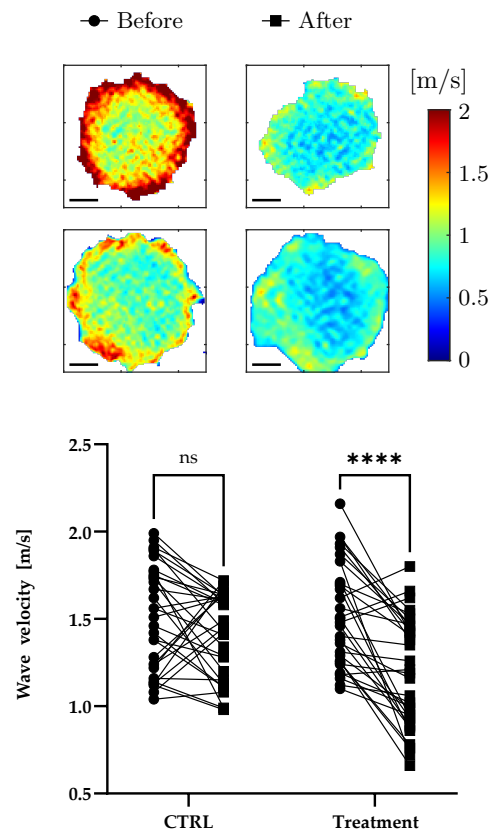 Before After
[m/s]
2
1.5
1
0.5
0
2.5
2.0
1.5
1.0
0.5
Wave velocity [m/s]
ns
****
CTRL Treatment